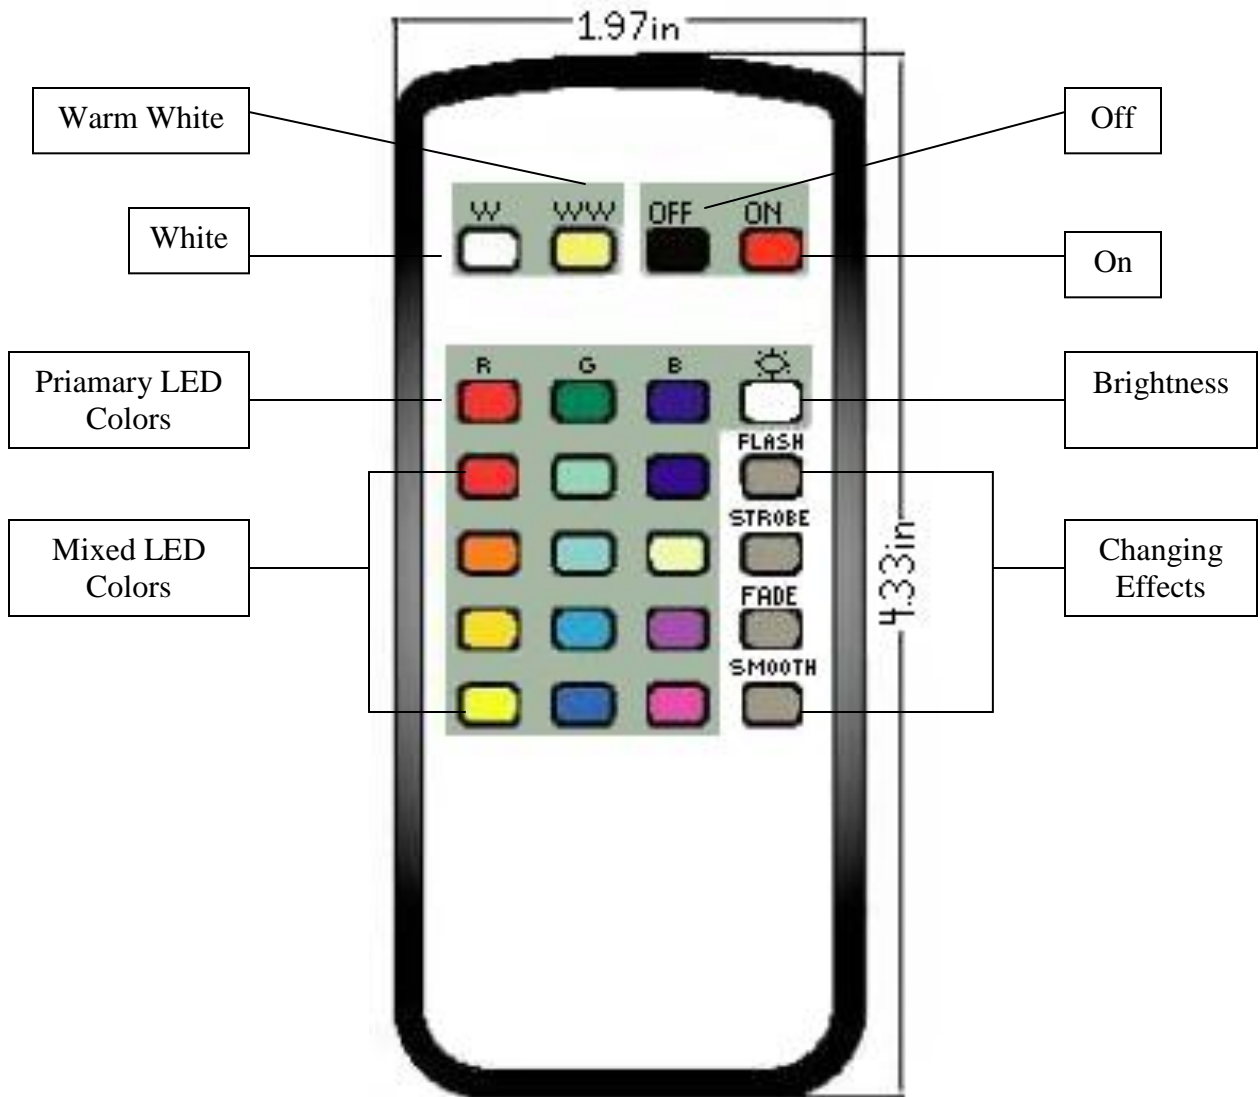 1.97in
Warm White
Off
W WW OFF ON
White
On
Priamary LED
Colors
R G B
Brightness
FLASH
STROBE
Mixed LED
Colors
Changing
Effects
4.33in
FADE
SMOOTH